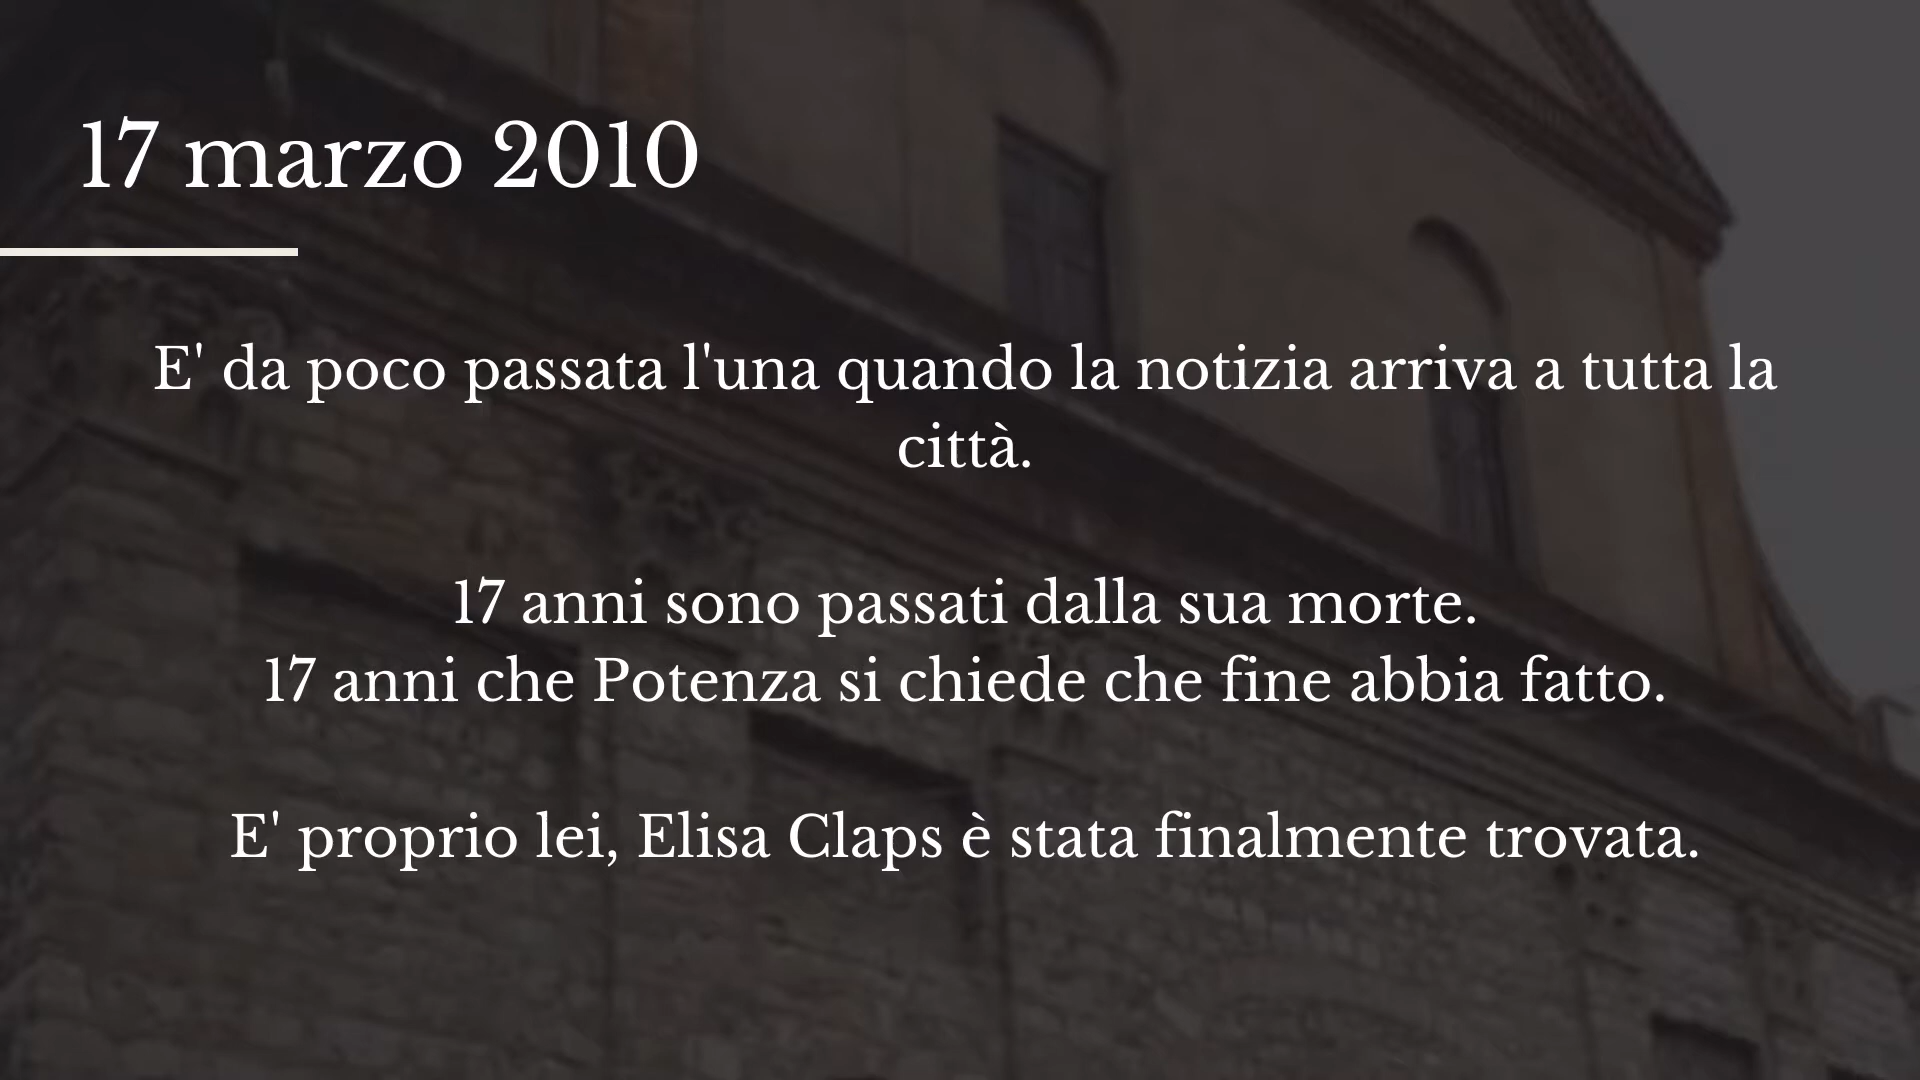 17 marzo 2010
E' da poco passata l'una quando la notizia arriva a tutta la
città.
17 anni sono passati dalla sua morte.
17 anni che Potenza si chiede che fine abbia fatto.
E' proprio lei, Elisa Claps è stata finalmente trovata.